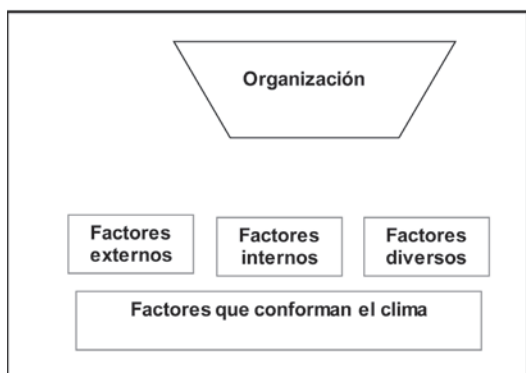 Organización
Factores
externos
Factores
internos
Factores
diversos
Factores que conforman el clima